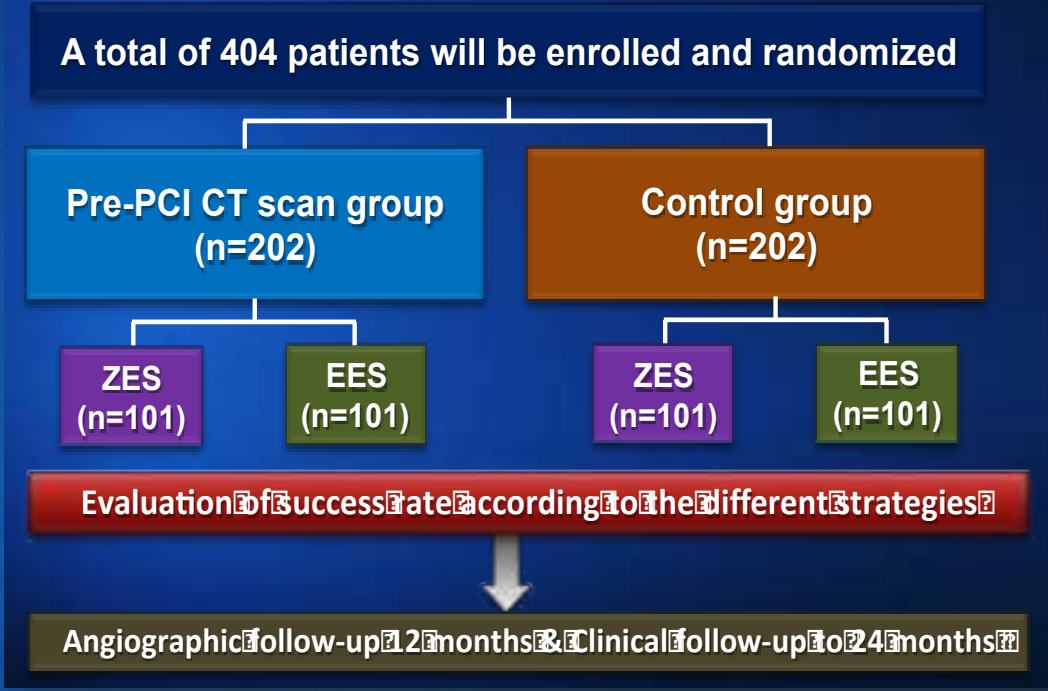 A total of 404 patients will be enrolled and randomized
Pre-PCI CT scan group
(n=202)
Control group
(n=202)
ZES
(n=101)
EES
(n=101)
ZES
(n=101)
EES
(n=101)
Evaluation⍰of⍰success⍰rate⍰according⍰to⍰the⍰different⍰strategies⍰
Angiographic⍰follow-up⍰12⍰months⍰&⍰Clinical⍰follow-up⍰to⍰24⍰months⍰⍰